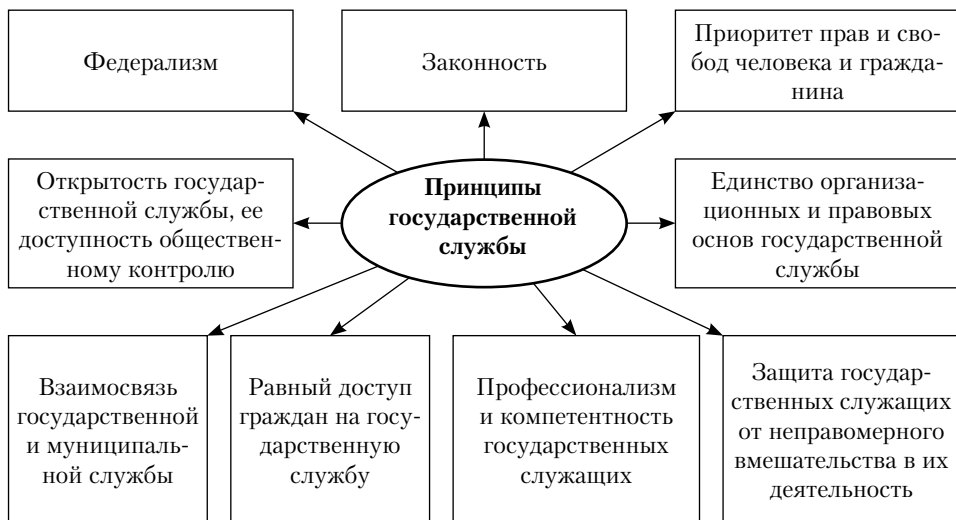 Федерализм
Законность
Приоритет прав и сво-
бод человека и гражда-
нина
Открытость государ-
ственной службы, ее
доступность обществен-
ному контролю
Принципы
государственной
службы
Единство организа-
ционных и правовых
основ государственной
службы
Взаимосвязь
государственной
и муниципаль-
ной службы
Равный доступ
граждан на госу-
дарственную
службу
Профессионализм
и компетентность
государственных
служащих
Защита государ-
ственных служащих
от неправомерного
вмешательства в их
деятельность